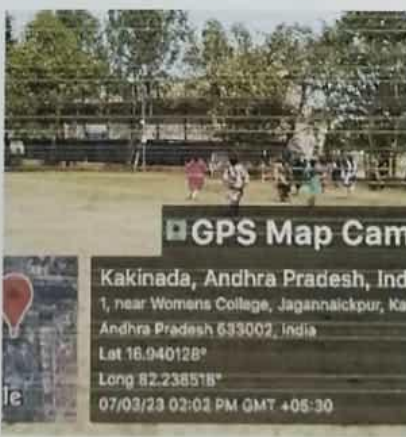 GPS Map Cam
Kakinada, Andhra Pradesh, Ind
1, near Womens College, Jagannaickpur, Ka
Andhra Pradesh 533002, India
Lat 16.940128°
Long 82.238518°
07/03/23 02:02 PM GMT +05:30
le